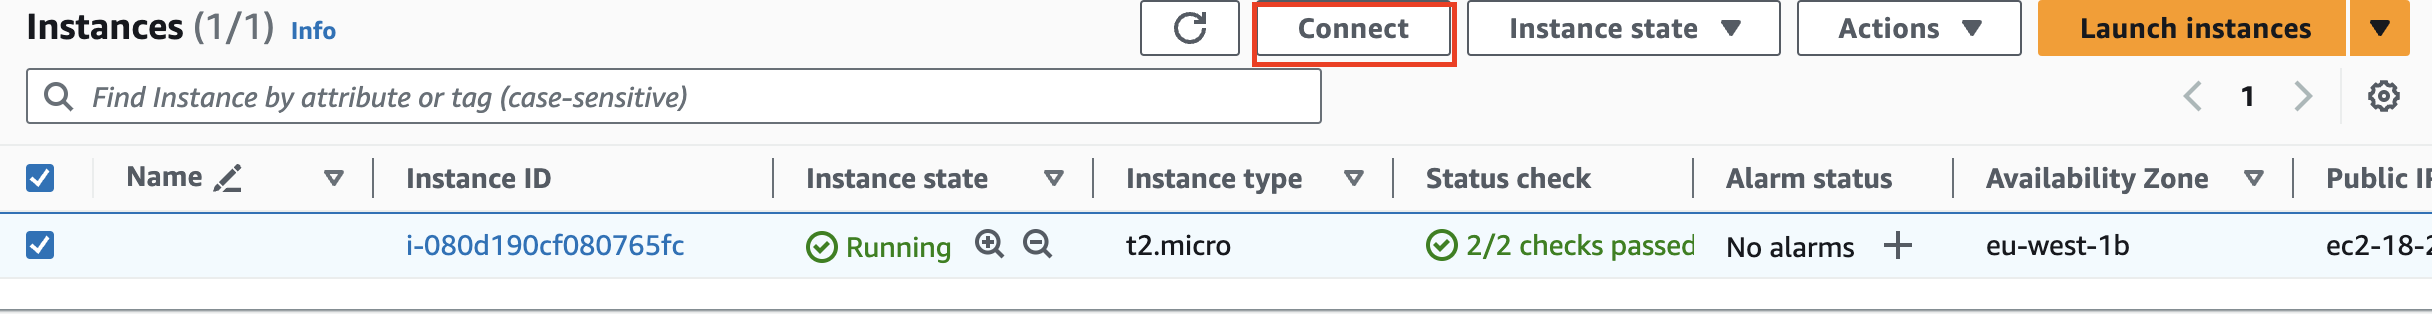 Instances (1/1) Info Connect Instance state Actions Launch instances
Find Instance by attribute or tag (case-sensitive) 1
Name Instance ID Instance state Instance type Status check Alarm status Availability Zone Public
i-080d190cf080765fc Running t2.micro 2/2 checks passed No alarms eu-west-1b ec2-18-